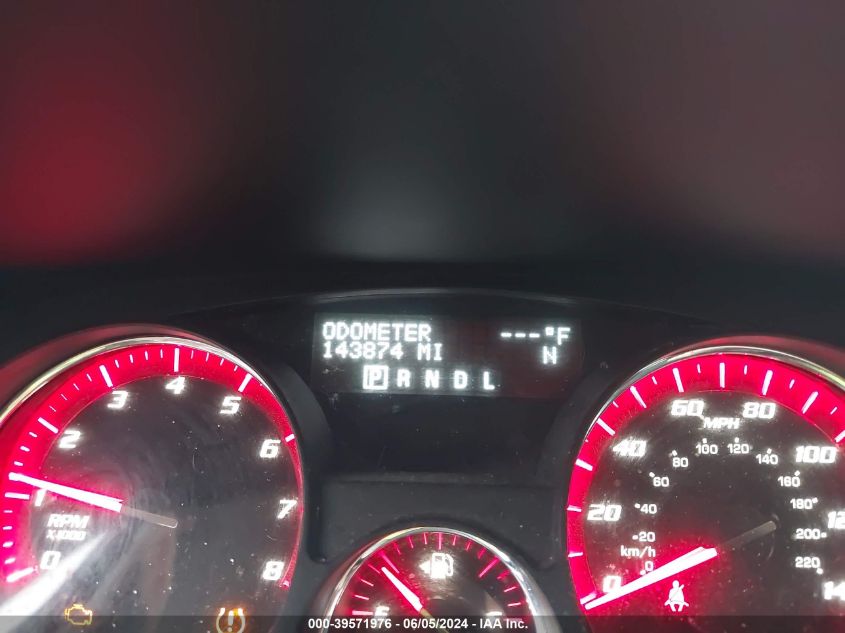 ODOMETER ---°F
143874 MI N
P R N D L
0 1 2 3 4 5 6 7 8
RPM
X1000
0 20 40 60 80 100
MPH
0 20 40 60 80 100 120 140 160 180 200 220
km/h
000-39571976 | 06/05/2024 | - IAA Inc.